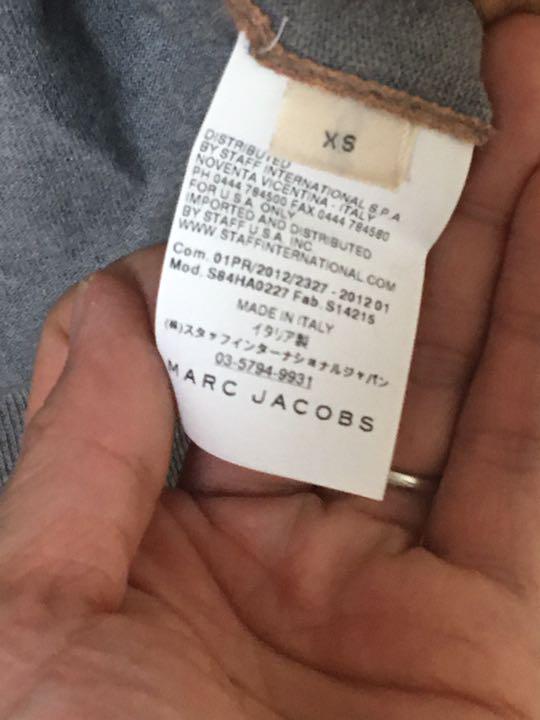 XS
DISTRIBUTED
BY STAFF INTERNATIONAL S.P.A
NOVENTA VICENTINA - ITALY
PH 0444 784500 FAX 0444 784580
FOR U.S.A. ONLY
IMPORTED AND DISTRIBUTED
BY STAFF U.S.A. INC.
WWW.STAFFINTERNATIONAL.COM
Com. 01PR/2012/2327 - 2012 01
Mod. S84HA0227 Fab. S14215
MADE IN ITALY
イタリア製
(株)スタッフインターナショナルジャパン
03-5794-9931
MARC JACOBS